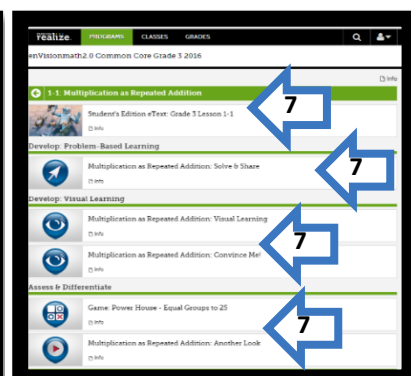 realize.
PROGRAMS CLASSES GRADES
enVisionmath2.0 Common Core Grade 3 2016
Info
1-1: Multiplication as Repeated Addition
7
Student's Edition eText: Grade 3 Lesson 1-1
Info
Develop: Problem-Based Learning
Multiplication as Repeated Addition: Solve & Share
7
Info
Develop: Visual Learning
Multiplication as Repeated Addition: Visual Learning
Info
7
Multiplication as Repeated Addition: Convince Me!
Info
Assess & Differentiate
Game: Power House - Equal Groups to 25
Info
7
Multiplication as Repeated Addition: Another Look
Info